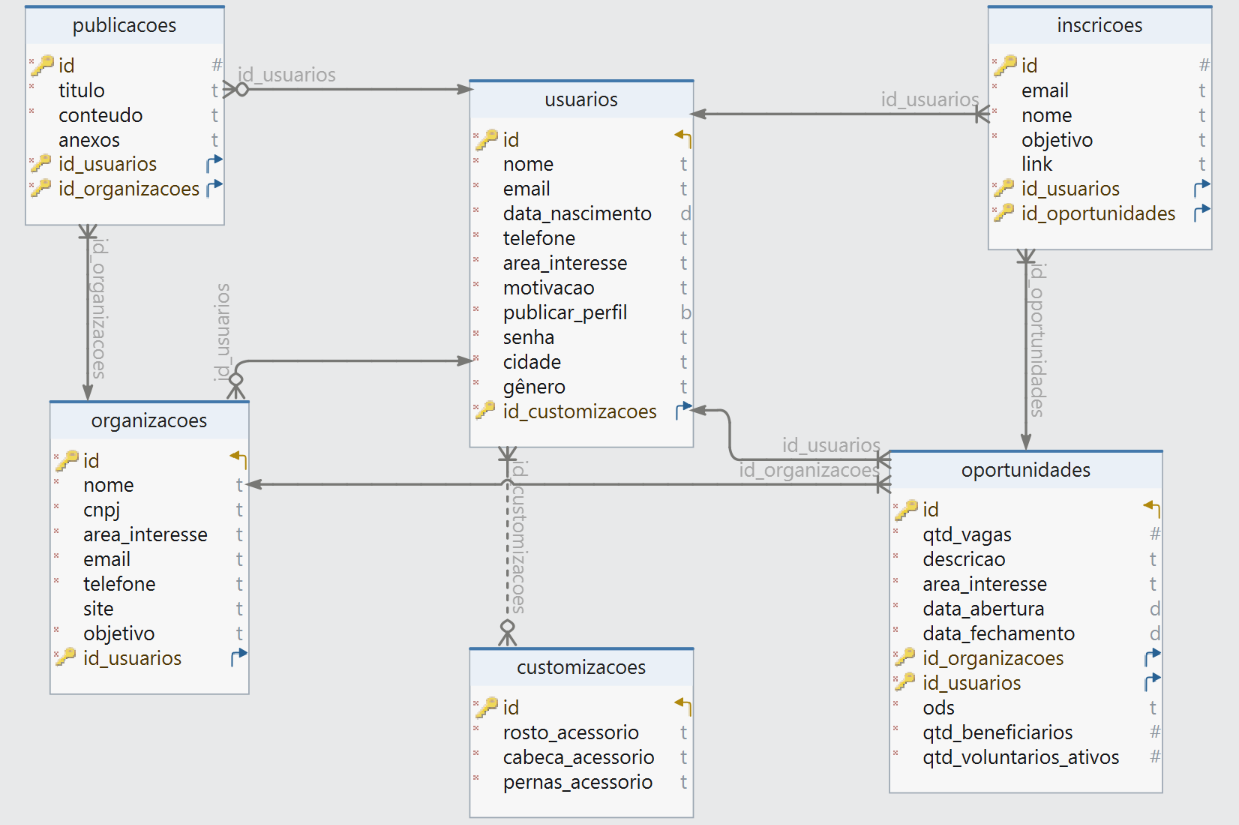 publicacoes
id #
titulo t
conteudo t
anexos t
id_usuarios
id_organizacoes
id_usuarios
usuarios
id
nome t
email t
data_nascimento d
telefone t
area_interesse t
motivacao t
publicar_perfil b
senha t
cidade t
gênero t
id_customizacoes
id_usuarios
inscricoes
id #
email t
nome t
objetivo t
link t
id_usuarios
id_oportunidades
id_organizacoes
id_usuarios
id_oportunidades
organizacoes
id
nome t
cnpj t
area_interesse t
email t
telefone t
site t
objetivo t
id_usuarios
id_usuarios
id_organizacoes
id_customizacoes
customizacoes
id
rosto_acessorio t
cabeca_acessorio t
pernas_acessorio t
oportunidades
id
qtd_vagas #
descricao t
area_interesse t
data_abertura d
data_fechamento d
id_organizacoes
id_usuarios
ods t
qtd_beneficiarios #
qtd_voluntarios_ativos #